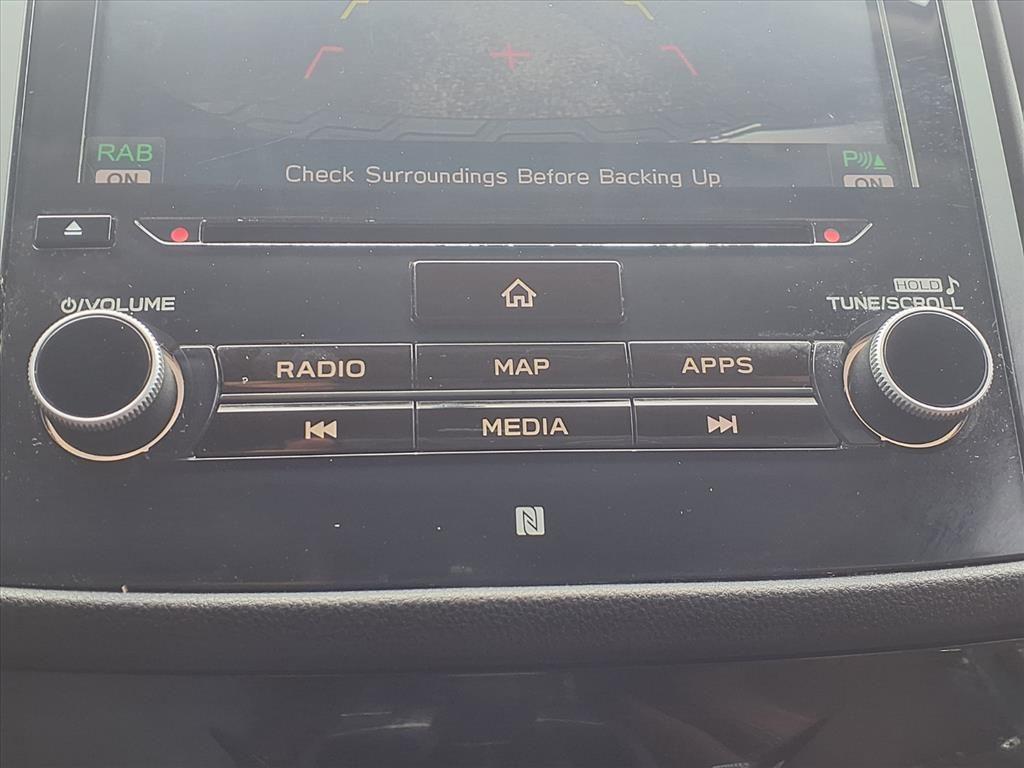 RAB
ON
Check Surroundings Before Backing Up
P
ON
⏻/VOLUME
HOLD
TUNE/SCROLL
RADIO
MAP
APPS
MEDIA
N